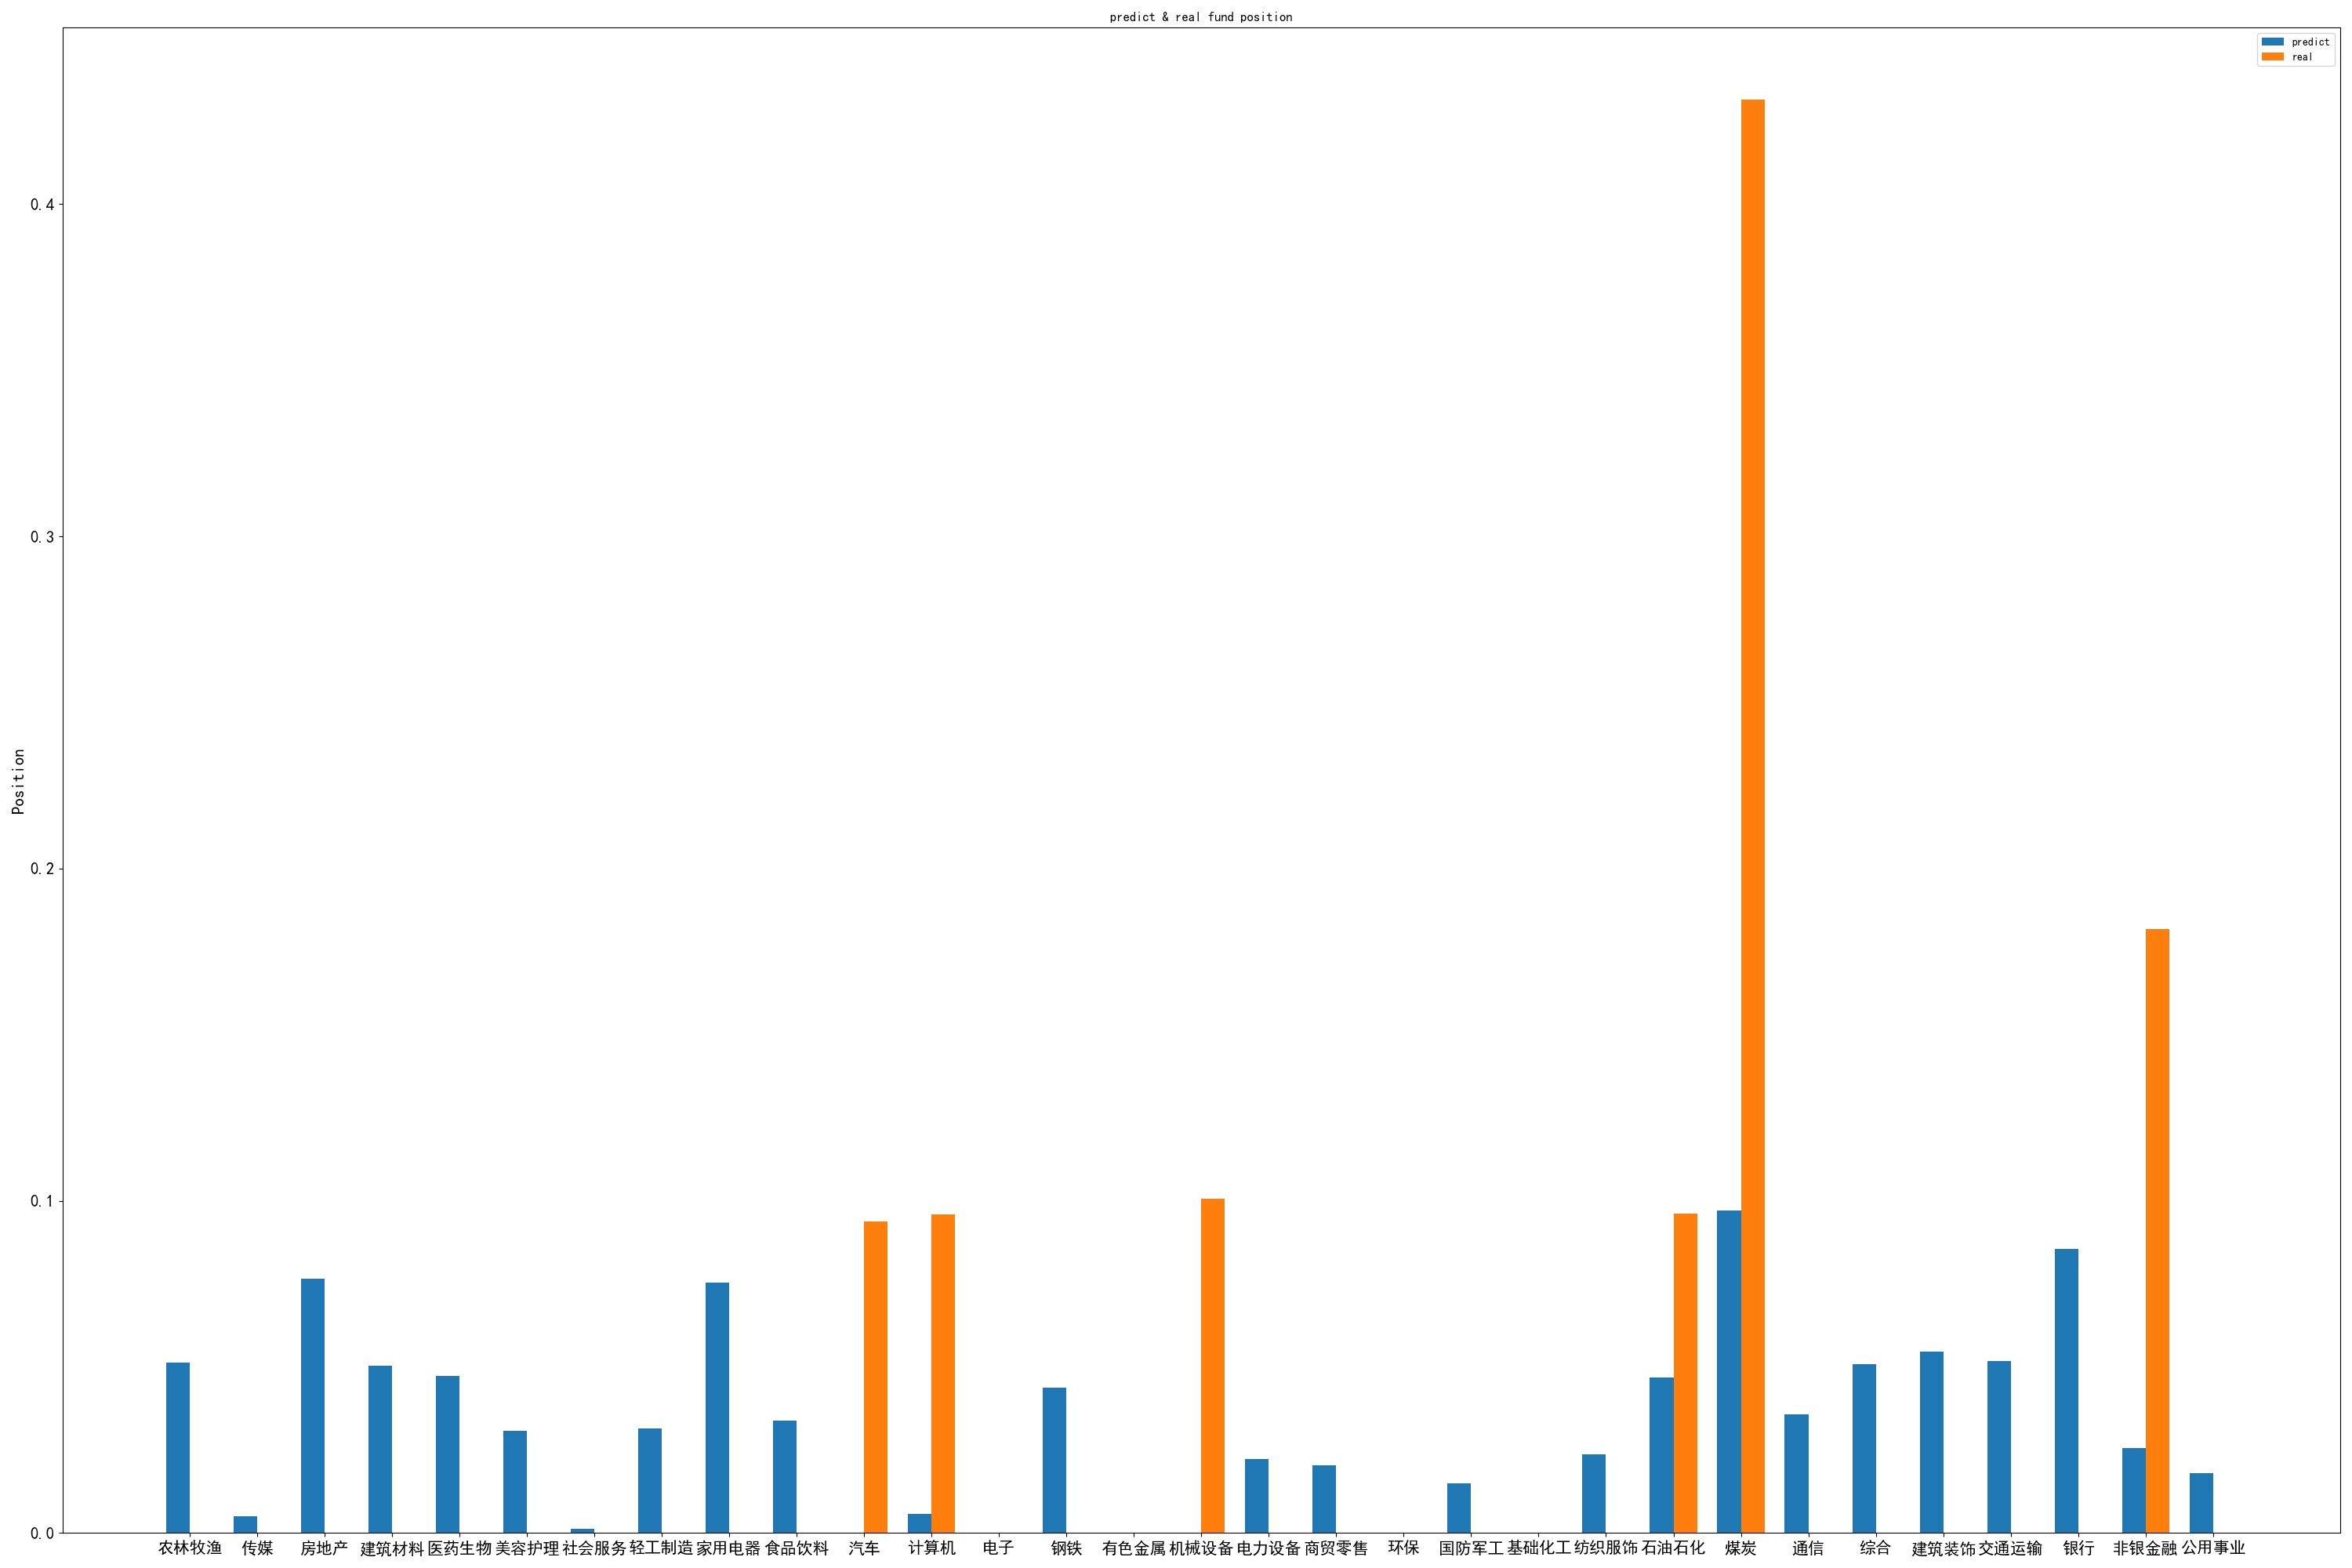 predict & real fund position
predict
real
Position
0.4
0.3
0.2
0.1
0.0
农林牧渔 传媒 房地产 建筑材料 医药生物 美容护理 社会服务 轻工制造 家用电器 食品饮料 汽车 计算机 电子 钢铁 有色金属 机械设备 电力设备 商贸零售 环保 国防军工 基础化工 纺织服饰 石油石化 煤炭 通信 综合 建筑装饰 交通运输 银行 非银金融 公用事业